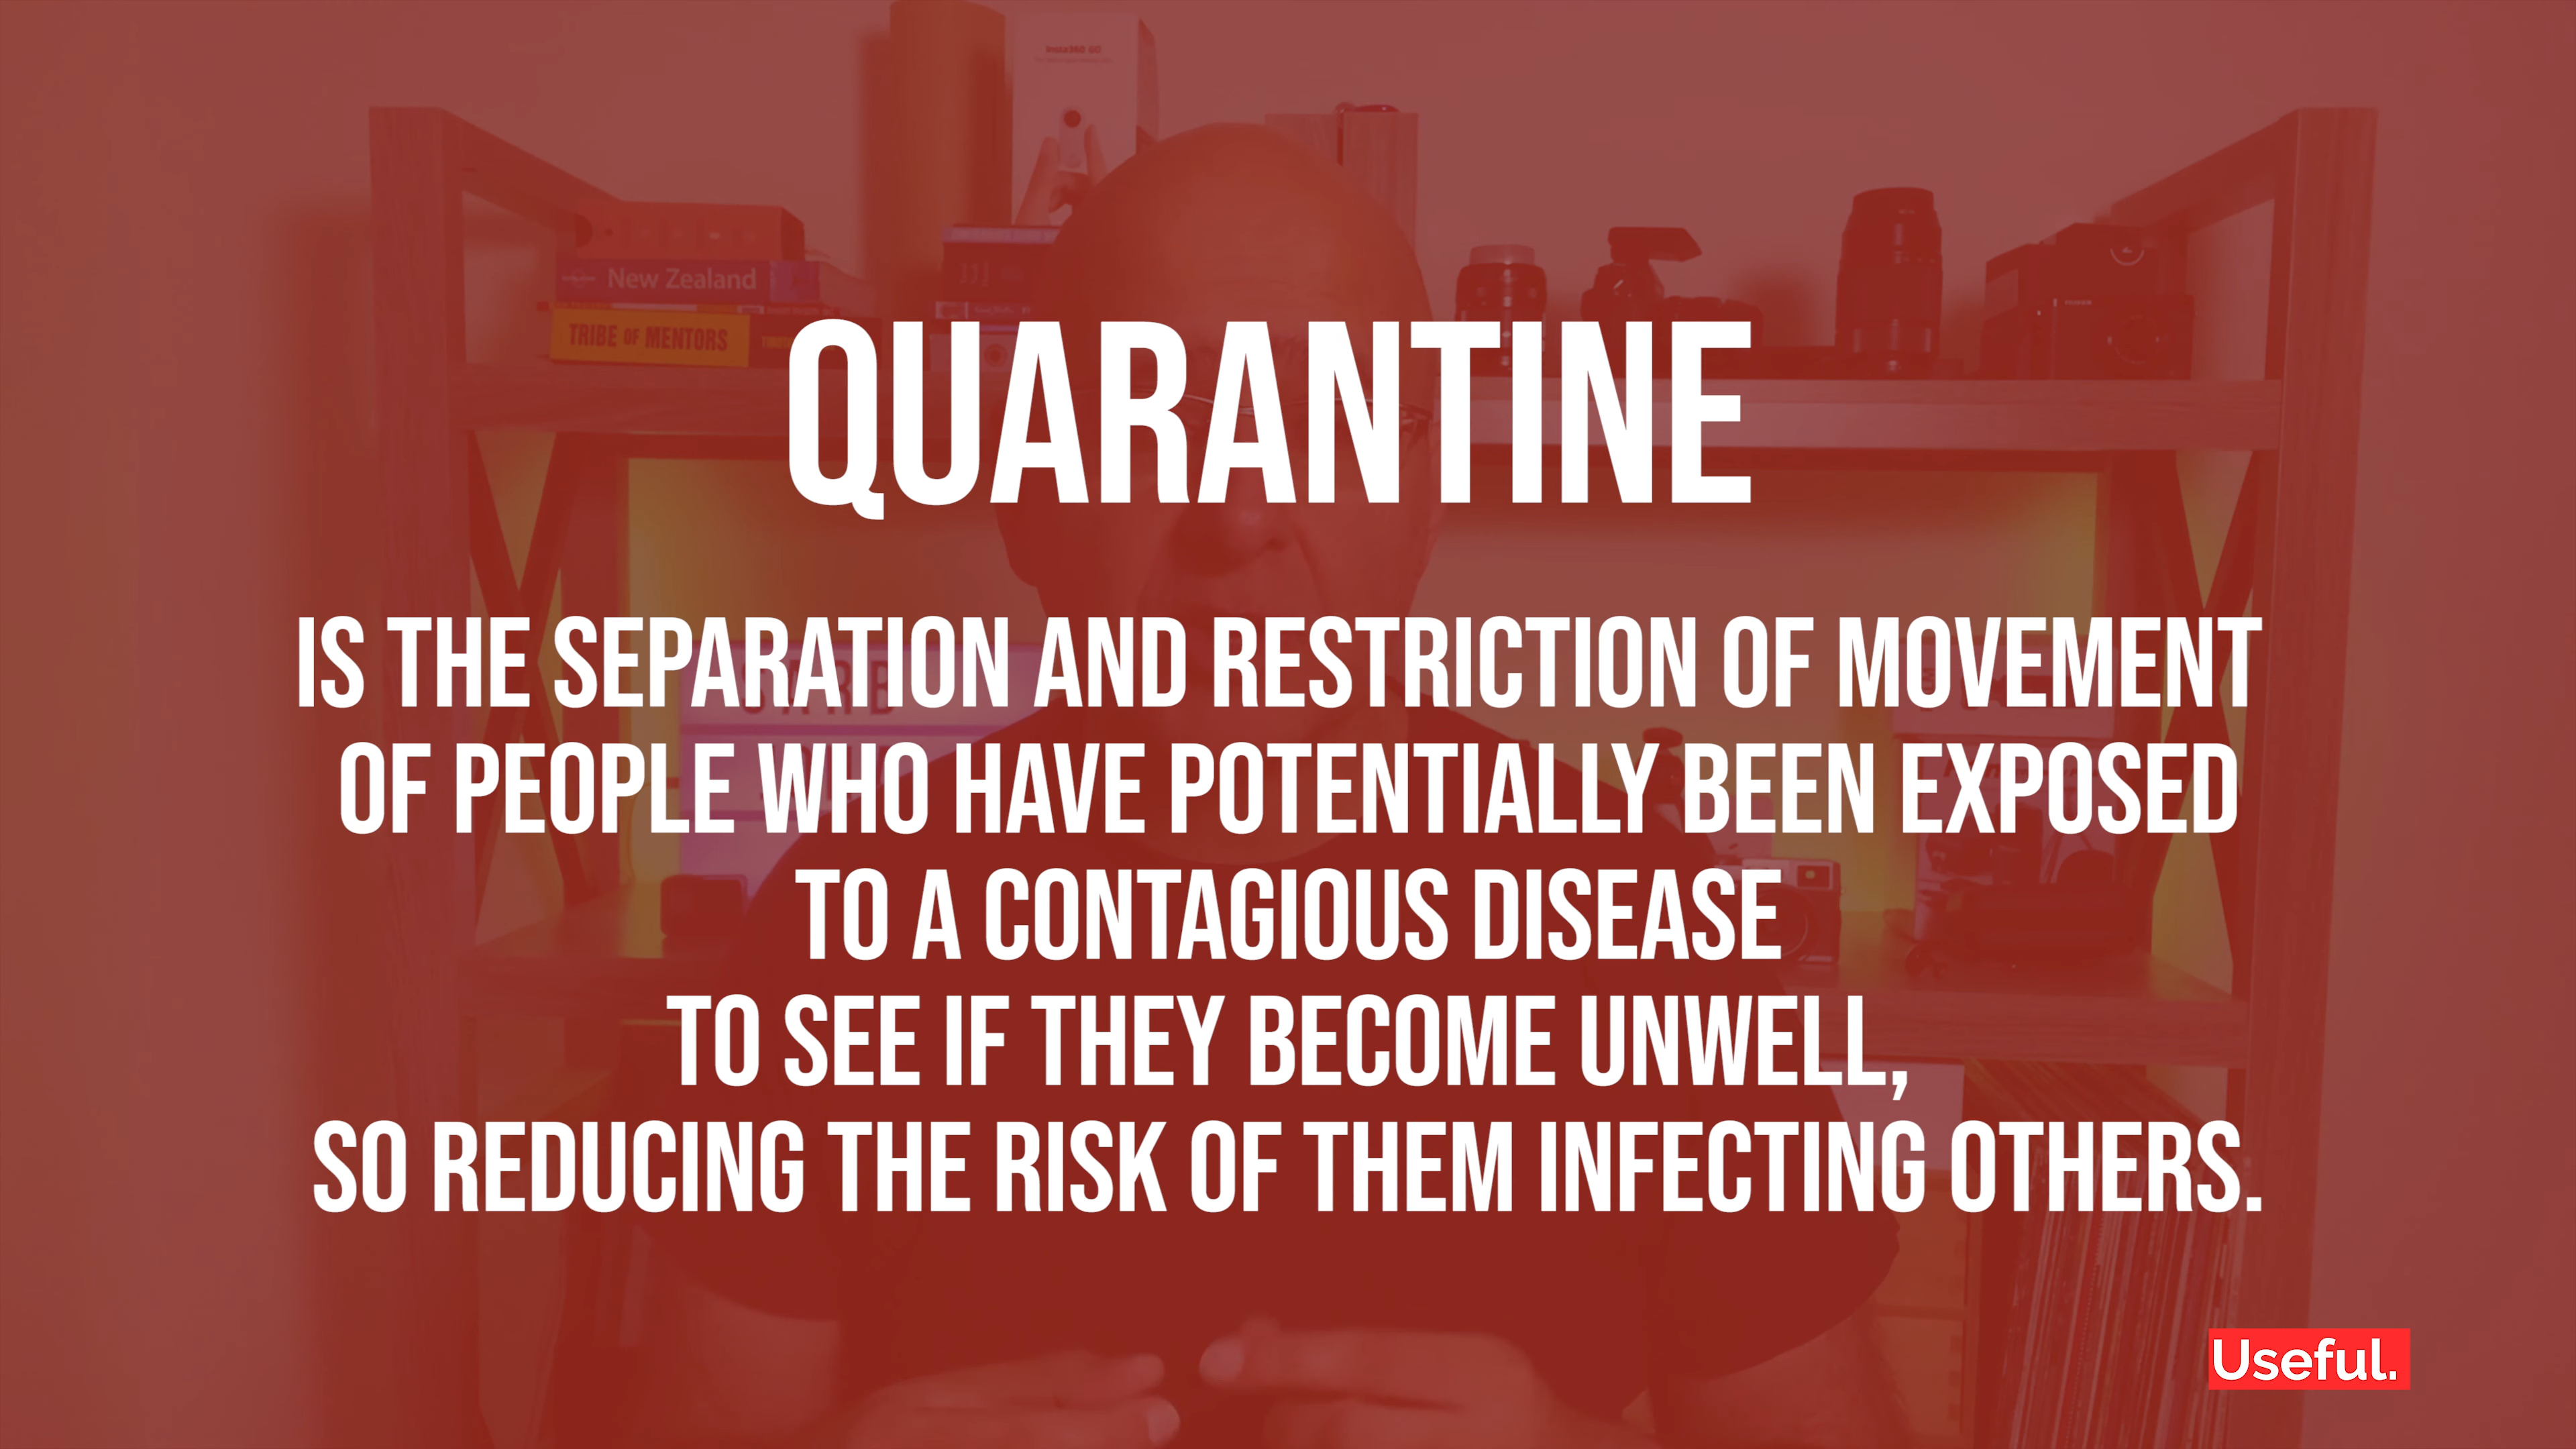 Insta360 GO
New Zealand
TRIBE OF MENTORS
QUARANTINE
IS THE SEPARATION AND RESTRICTION OF MOVEMENT
OF PEOPLE WHO HAVE POTENTIALLY BEEN EXPOSED
TO A CONTAGIOUS DISEASE
TO SEE IF THEY BECOME UNWELL,
SO REDUCING THE RISK OF THEM INFECTING OTHERS.
Useful.